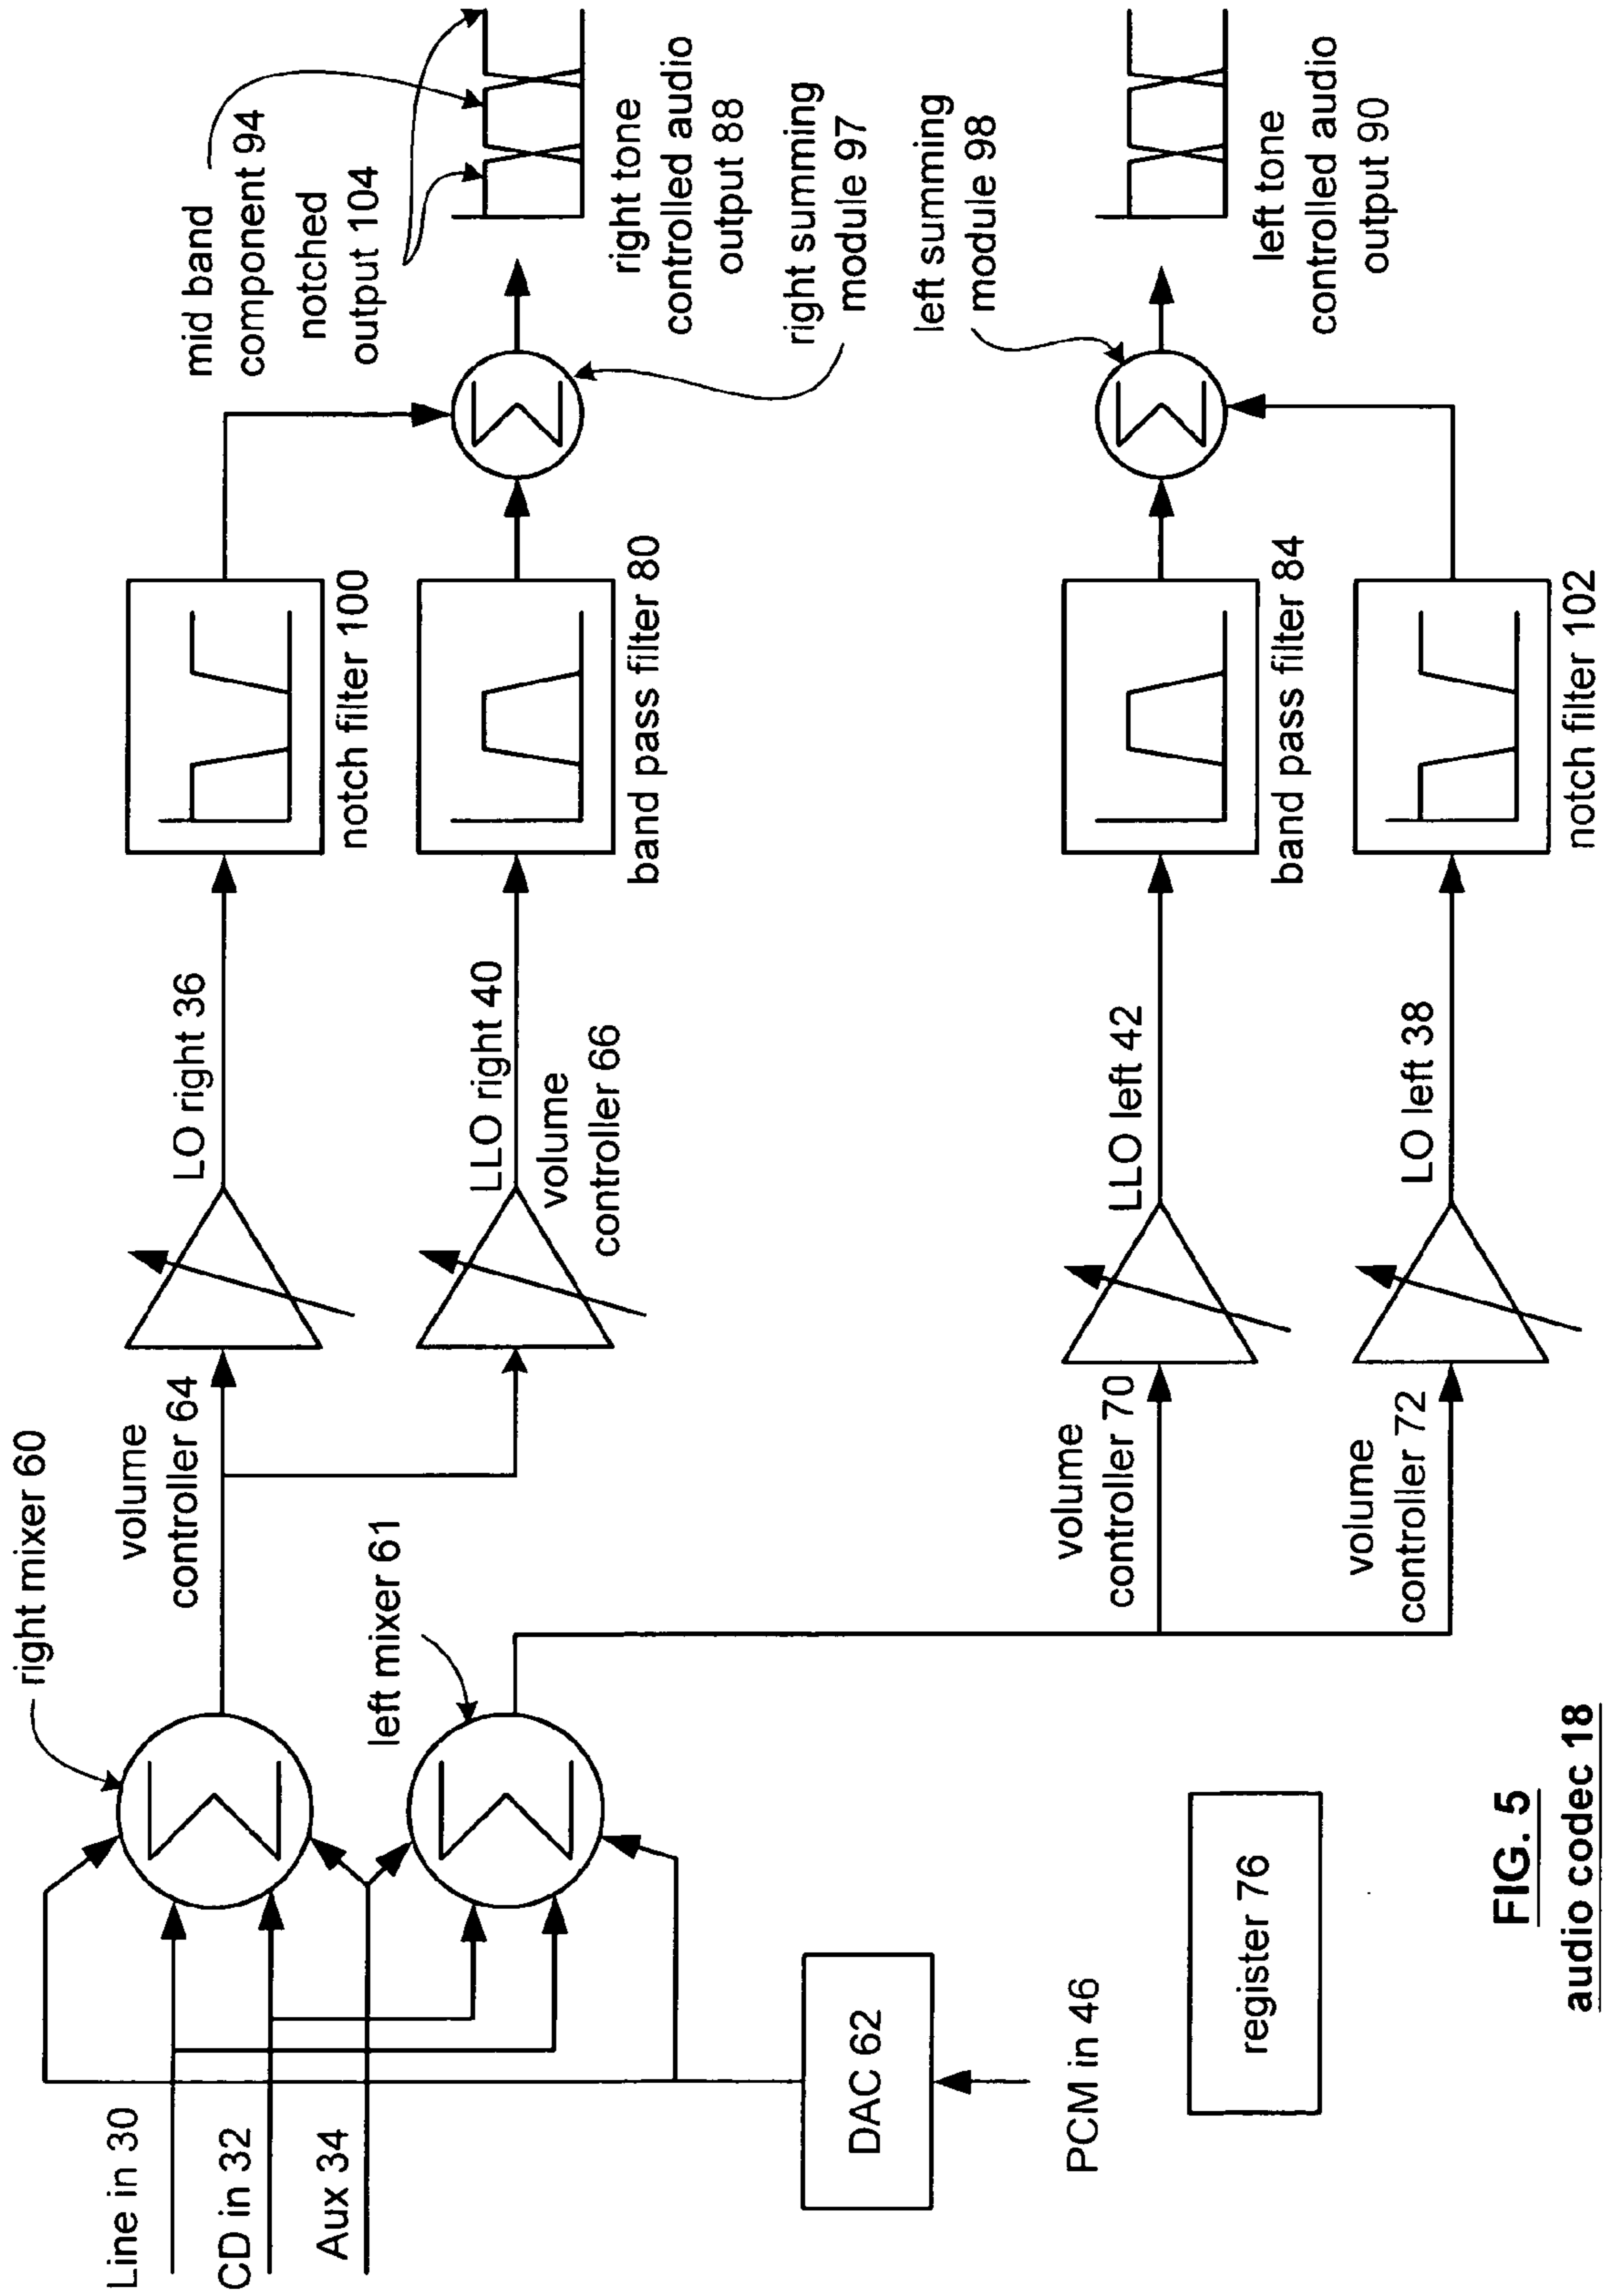 Line in 30
CD in 32
Aux 34
right mixer 60
left mixer 61
DAC 62
PCM in 46
register 76
volume
controller 64
LO right 36
LLO right 40
volume
controller 66
volume
controller 70
LLO left 42
volume
controller 72
LO left 38
notch filter 100
band pass filter 80
band pass filter 84
notch filter 102
mid band
component 94
notched
output 104
right tone
controlled audio
output 88
right summing
module 97
left summing
module 98
left tone
controlled audio
output 90
FIG. 5
audio codec 18